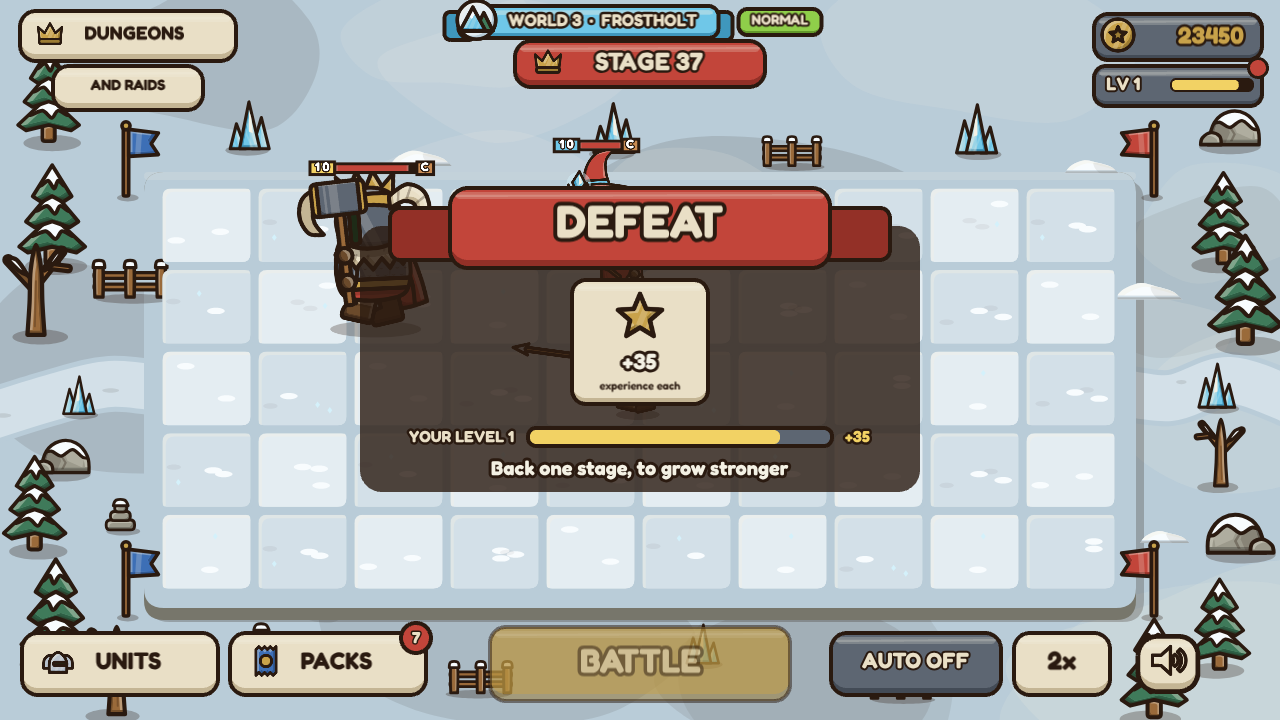 DUNGEONS
AND RAIDS
WORLD 3 • FROSTHOLT
NORMAL
STAGE 37
23450
LV 1
10 C
10 C
DEFEAT
+35
experience each
YOUR LEVEL 1
+35
Back one stage, to grow stronger
UNITS
PACKS
7
BATTLE
AUTO OFF
2x